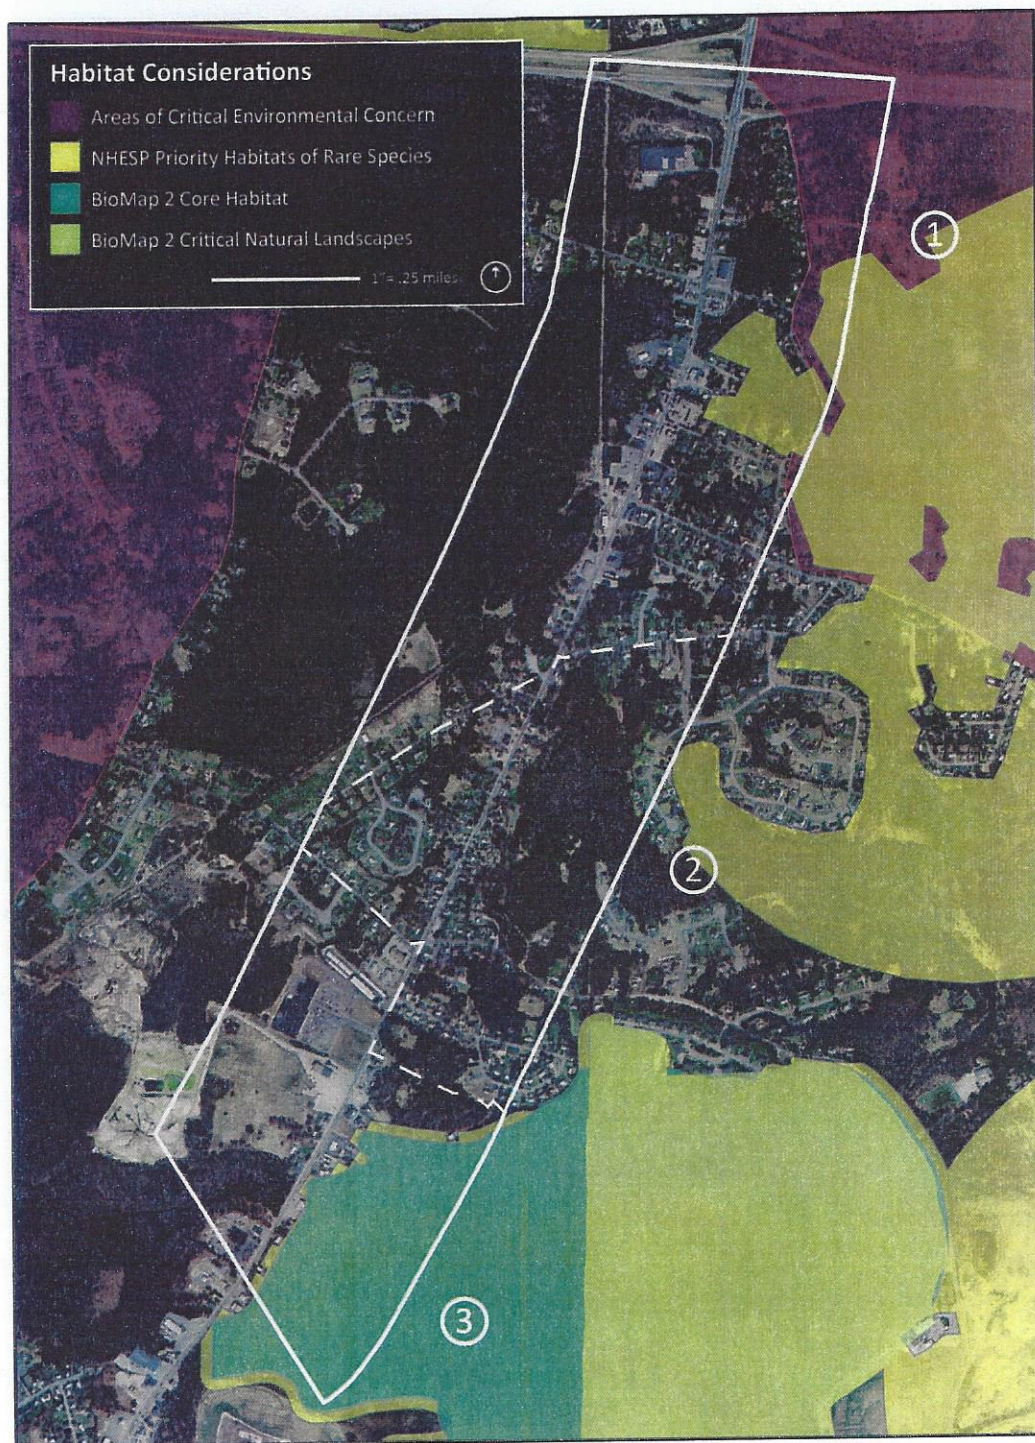 Habitat Considerations
Areas of Critical Environmental Concern
NHESP Priority Habitats of Rare Species
BioMap 2 Core Habitat
BioMap 2 Critical Natural Landscapes
1"= .25 miles
1
2
3